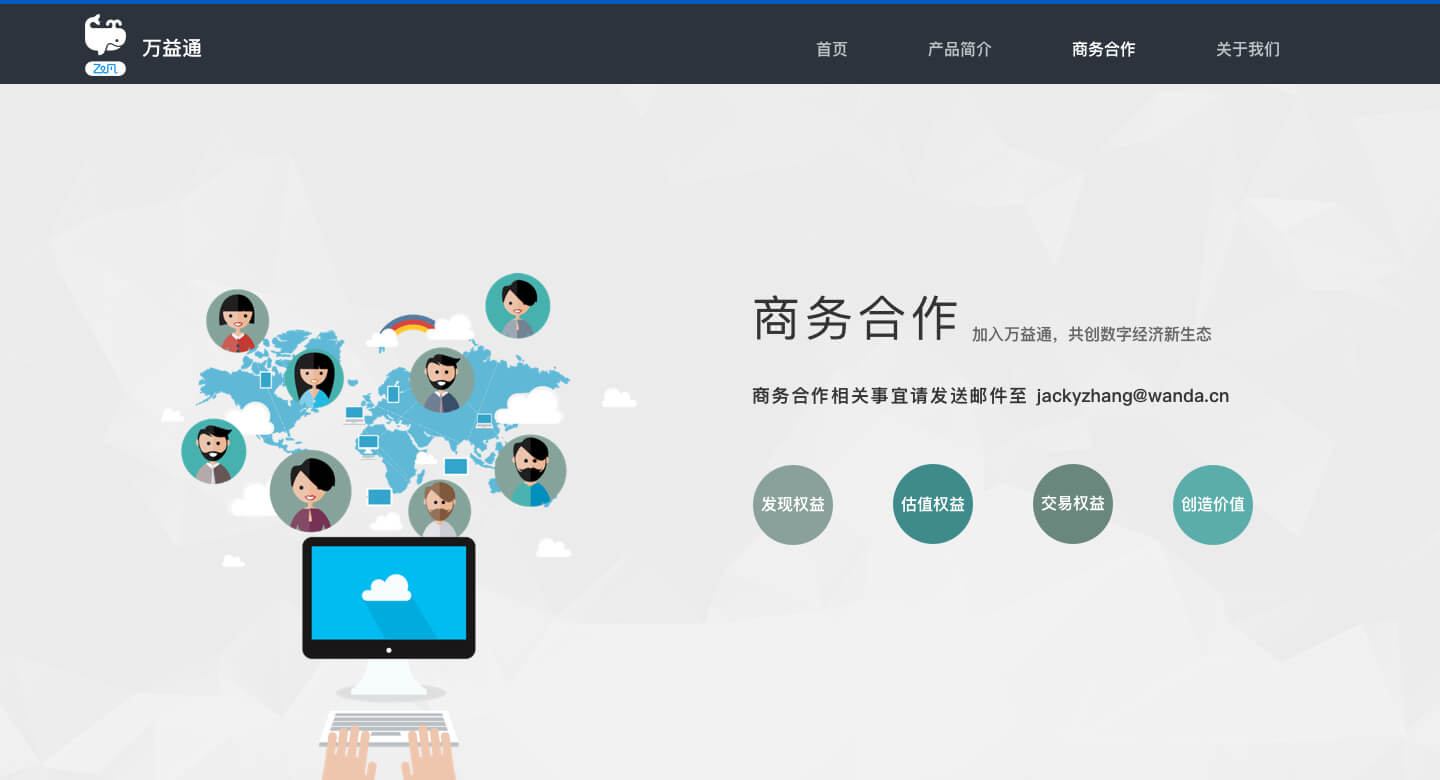 万益通
首页
产品简介
商务合作
关于我们
商务合作 加入万益通，共创数字经济新生态
商务合作相关事宜请发送邮件至 jackyzhang@wanda.cn
发现权益
估值权益
交易权益
创造价值